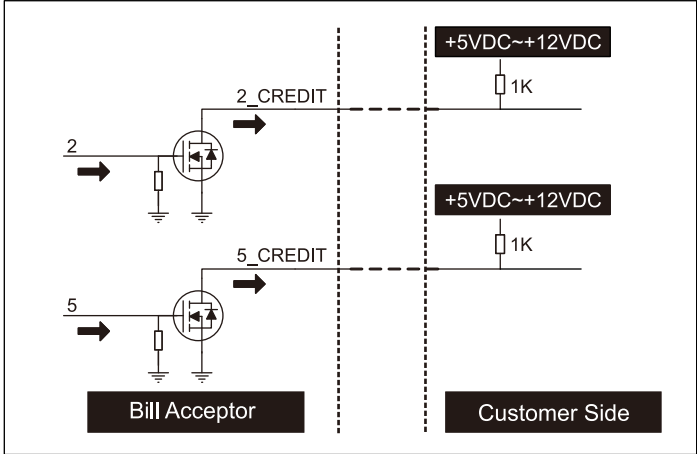 +5VDC~+12VDC
1K
2_CREDIT
2
+5VDC~+12VDC
1K
5_CREDIT
5
Bill Acceptor
Customer Side